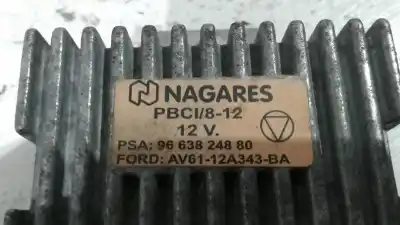 NAGARES
PBCI/8-12
12 V.
PSA: 96 638 248 80
FORD: AV61-12A343-BA